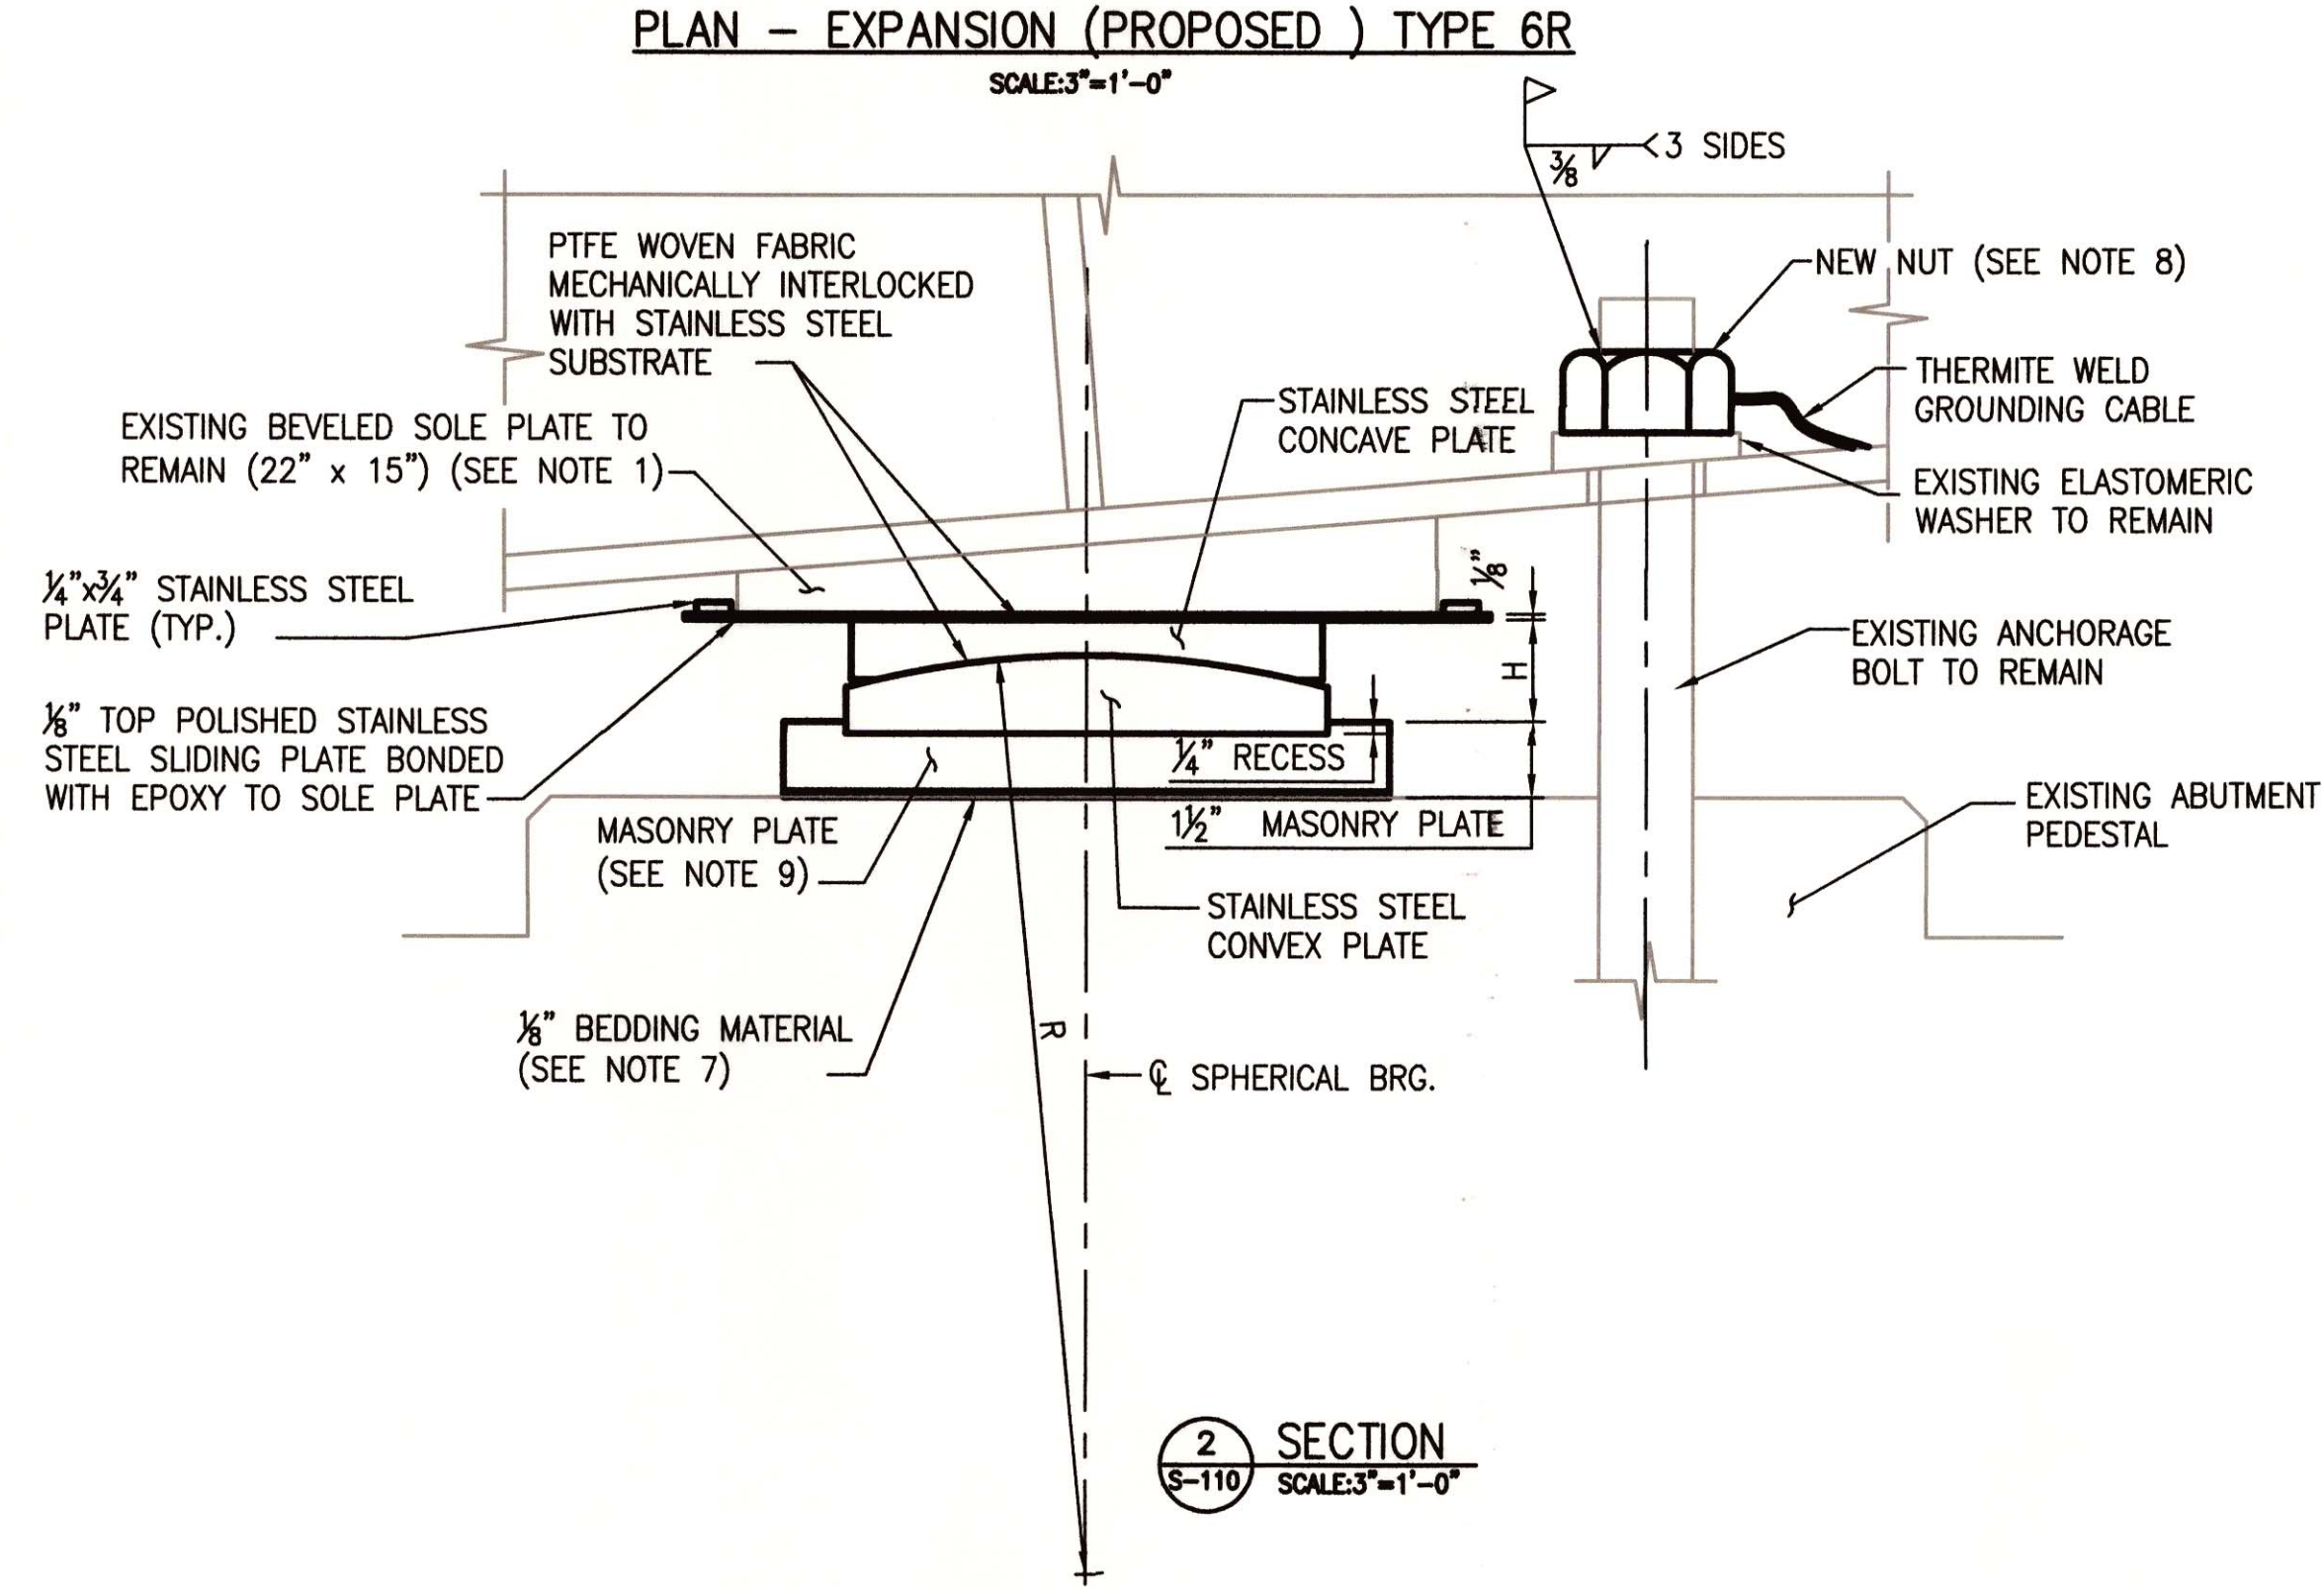 PLAN - EXPANSION (PROPOSED ) TYPE 6R
SCALE:3"=1'-0"
3/8
3 SIDES
PTFE WOVEN FABRIC
MECHANICALLY INTERLOCKED
WITH STAINLESS STEEL
SUBSTRATE
NEW NUT (SEE NOTE 8)
THERMITE WELD
GROUNDING CABLE
STAINLESS STEEL
CONCAVE PLATE
EXISTING BEVELED SOLE PLATE TO
REMAIN (22" x 15") (SEE NOTE 1)
EXISTING ELASTOMERIC
WASHER TO REMAIN
1/8"
1/4"x3/4" STAINLESS STEEL
PLATE (TYP.)
EXISTING ANCHORAGE
BOLT TO REMAIN
H
1/8" TOP POLISHED STAINLESS
STEEL SLIDING PLATE BONDED
WITH EPOXY TO SOLE PLATE
1/4" RECESS
EXISTING ABUTMENT
PEDESTAL
1 1/2" MASONRY PLATE
MASONRY PLATE
(SEE NOTE 9)
STAINLESS STEEL
CONVEX PLATE
1/8" BEDDING MATERIAL
(SEE NOTE 7)
R
℄ SPHERICAL BRG.
2
S-110
SECTION
SCALE:3"=1'-0"